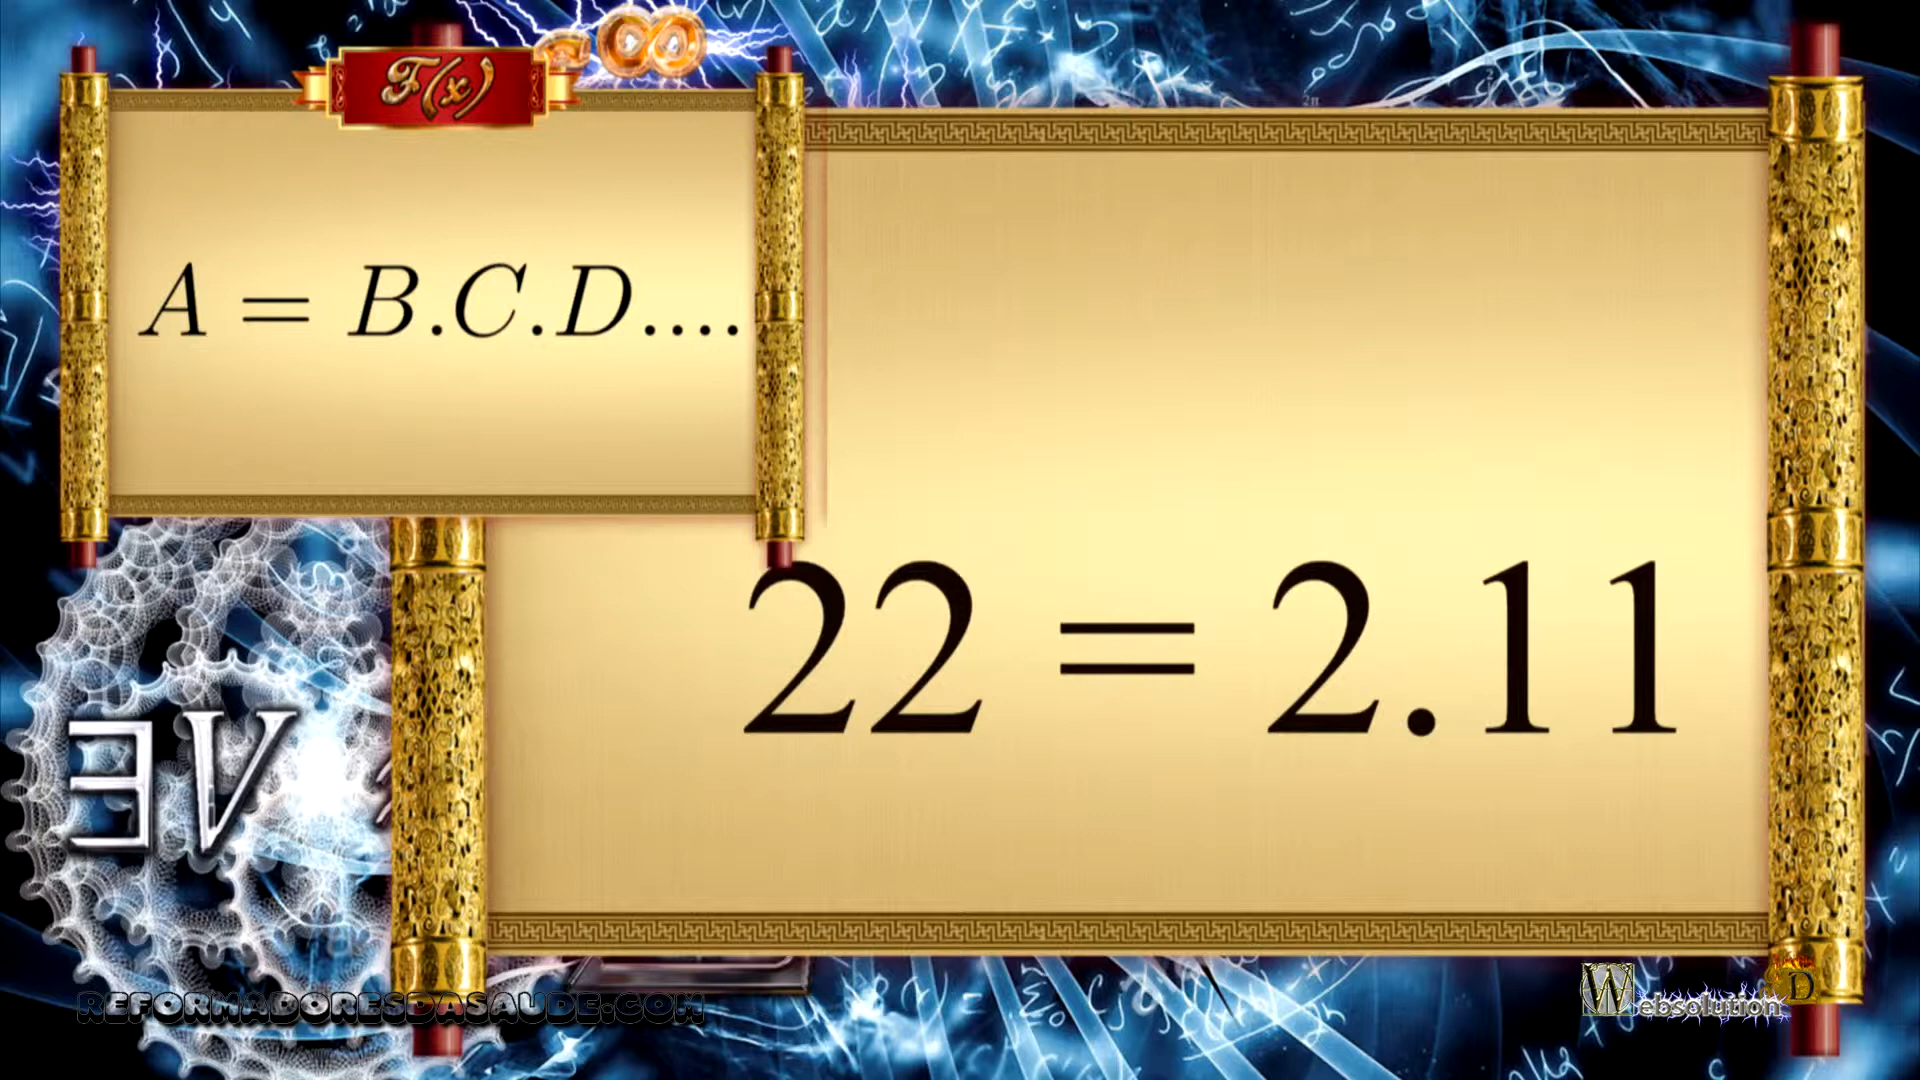 F(x)
A = B.C.D....
22 = 2.11
REFORMADORESDASAUDE.COM
Websolution
D